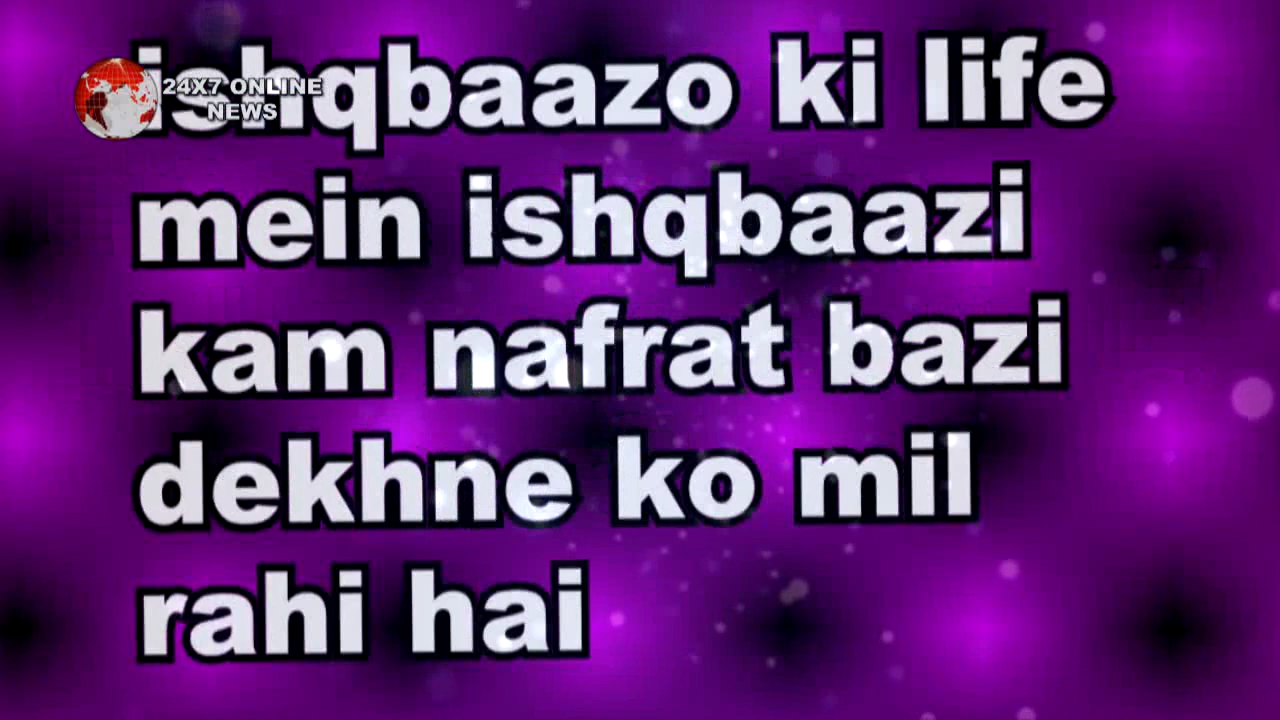 ishqbaazo ki life
24X7 ONLINE
NEWS
mein ishqbaazi
kam nafrat bazi
dekhne ko mil
rahi hai